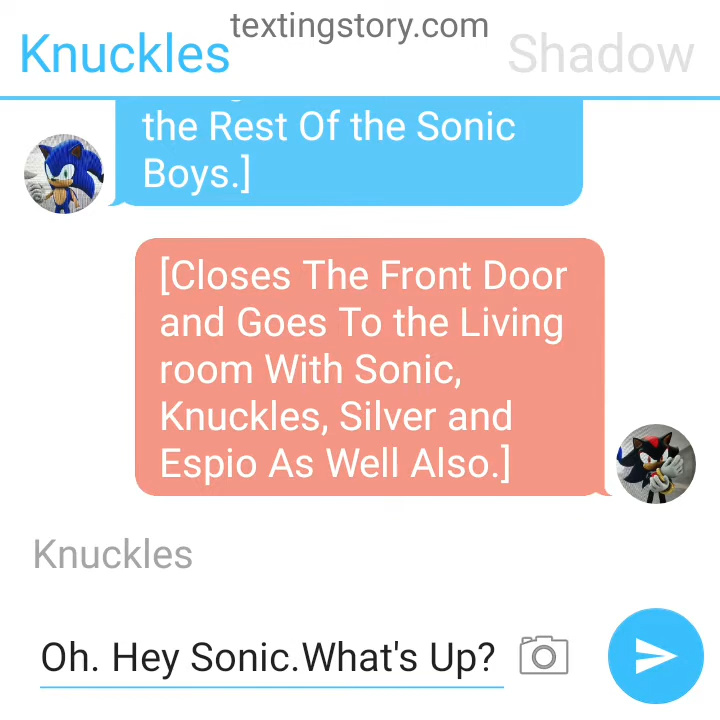 textingstory.com
Knuckles
Shadow
the Rest Of the Sonic
Boys.]
[Closes The Front Door
and Goes To the Living
room With Sonic,
Knuckles, Silver and
Espio As Well Also.]
Knuckles
Oh. Hey Sonic.What's Up?